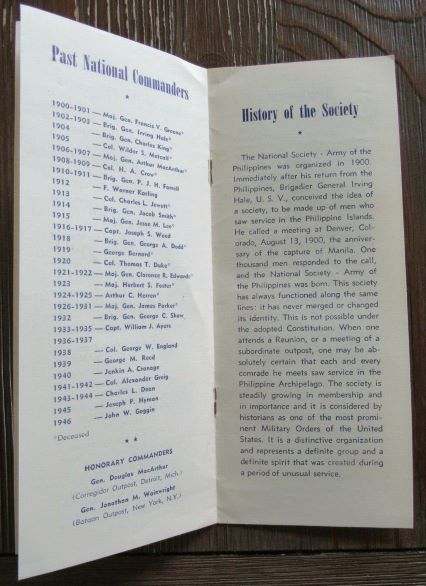 Past National Commanders
*
1900-1901 — Maj. Gen. Francis V. Greene*
1902-1903 — Brig. Gen. Irving Hale*
1904 — Brig. Gen. Charles King*
1905 — Col. Wilder S. Metcalf*
1906-1907 — Maj. Gen. Arthur MacArthur*
1908-1909 — Col. H. A. Crow*
1910-1911 — Brig. Gen. P. J. H. Farrell
1912 — F. Warner Karling
1913 — Col. Charles L. Jewett*
1914 — Brig. Gen. Jacob Smith*
1915 — Maj. Gen. Jesse M. Lee*
1916-1917 — Capt. Joseph S. Wood
1918 — Brig. Gen. George A. Dodd*
1919 — George Barnard*
1920 — Col. Thomas T. Duke*
1921-1922 — Maj. Gen. Clarence R. Edwards*
1923 — Maj. Herbert S. Foster*
1924-1925 — Arthur C. Herron*
1926-1931 — Maj. Gen. James Parker*
1932 — Brig. Gen. George C. Shaw
1933-1935 — Capt. William J. Ayers
1936-1937
1938 — Col. George W. England
1939 — George M. Reed
1940 — Jenkin A. Cranage
1941-1942 — Col. Alexander Greig
1943-1944 — Charles L. Dean
1945 — Joseph P. Hemon
1946 — John W. Goggin
*Deceased
* *
HONORARY COMMANDERS
Gen. Douglas MacArthur
(Corregidor Outpost, Detroit, Mich.)
Gen. Jonathan M. Wainwright
(Bataan Outpost, New York, N.Y.)
History of the Society
*
The National Society - Army of the
Philippines was organized in 1900.
Immediately after his return from the
Philippines, Brigadier General Irving
Hale, U. S. V., conceived the idea of
a society, to be made up of men who
saw service in the Philippine Islands.
He called a meeting at Denver, Col-
orado, August 13, 1900, the anniver-
sary of the capture of Manila. One
thousand men responded to the call,
and the National Society - Army of
the Philippines was born. This society
has always functioned along the same
lines: it has never merged or changed
its identity. This is not possible under
the adopted Constitution. When one
attends a Reunion, or a meeting of a
subordinate outpost, one may be ab-
solutely certain that each and every
comrade he meets saw service in the
Philippine Archipelago. The society is
steadily growing in membership and
in importance and it is considered by
historians as one of the most promi-
nent Military Orders of the United
States. It is a distinctive organization
and represents a definite group and a
definite spirit that was created during
a period of unusual service.